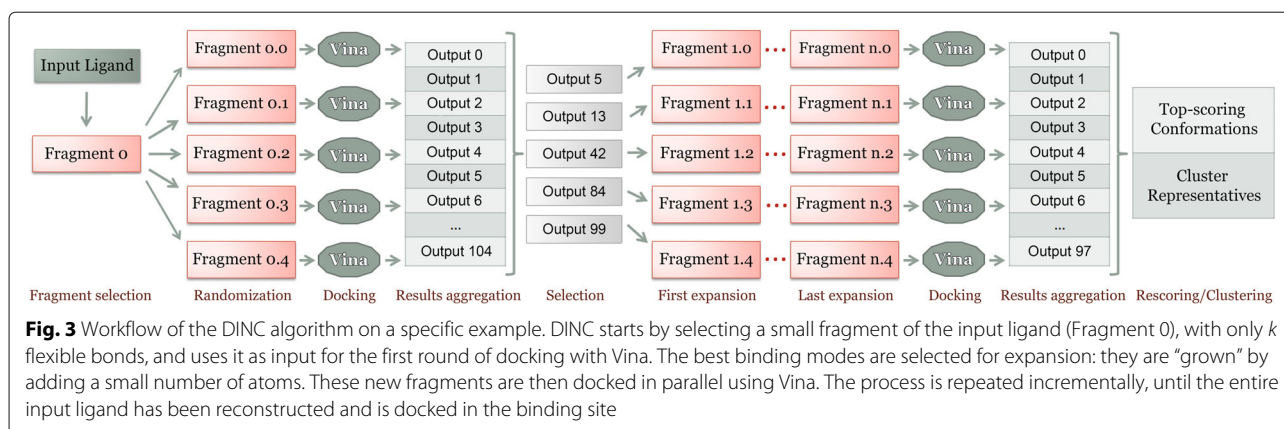 Input Ligand
Fragment 0
Fragment 0.0
Fragment 0.1
Fragment 0.2
Fragment 0.3
Fragment 0.4
Vina
Vina
Vina
Vina
Vina
Output 0
Output 1
Output 2
Output 3
Output 4
Output 5
Output 6
...
Output 104
Output 5
Output 13
Output 42
Output 84
Output 99
Fragment 1.0
Fragment 1.1
Fragment 1.2
Fragment 1.3
Fragment 1.4
Fragment n.0
Fragment n.1
Fragment n.2
Fragment n.3
Fragment n.4
Vina
Vina
Vina
Vina
Vina
Output 0
Output 1
Output 2
Output 3
Output 4
Output 5
Output 6
...
Output 97
Top-scoring
Conformations
Cluster
Representatives
Fragment selection
Randomization
Docking
Results aggregation
Selection
First expansion
Last expansion
Docking
Results aggregation
Rescoring/Clustering
Fig. 3 Workflow of the DINC algorithm on a specific example. DINC starts by selecting a small fragment of the input ligand (Fragment 0), with only k
flexible bonds, and uses it as input for the first round of docking with Vina. The best binding modes are selected for expansion: they are “grown” by
adding a small number of atoms. These new fragments are then docked in parallel using Vina. The process is repeated incrementally, until the entire
input ligand has been reconstructed and is docked in the binding site